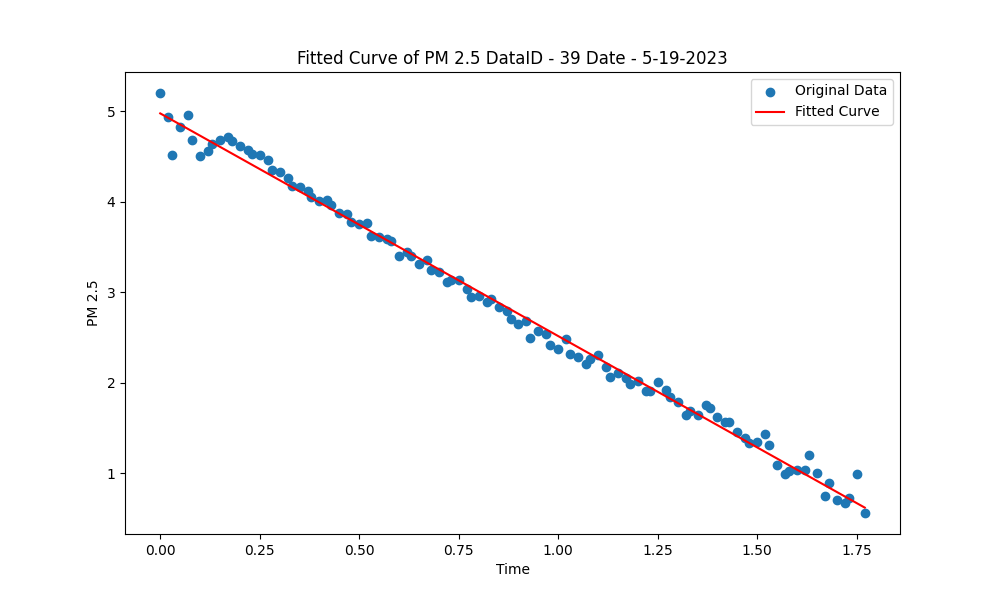 Fitted Curve of PM 2.5 DataID - 39 Date - 5-19-2023
Original Data
Fitted Curve
PM 2.5
5
4
3
2
1
0.00 0.25 0.50 0.75 1.00 1.25 1.50 1.75
Time